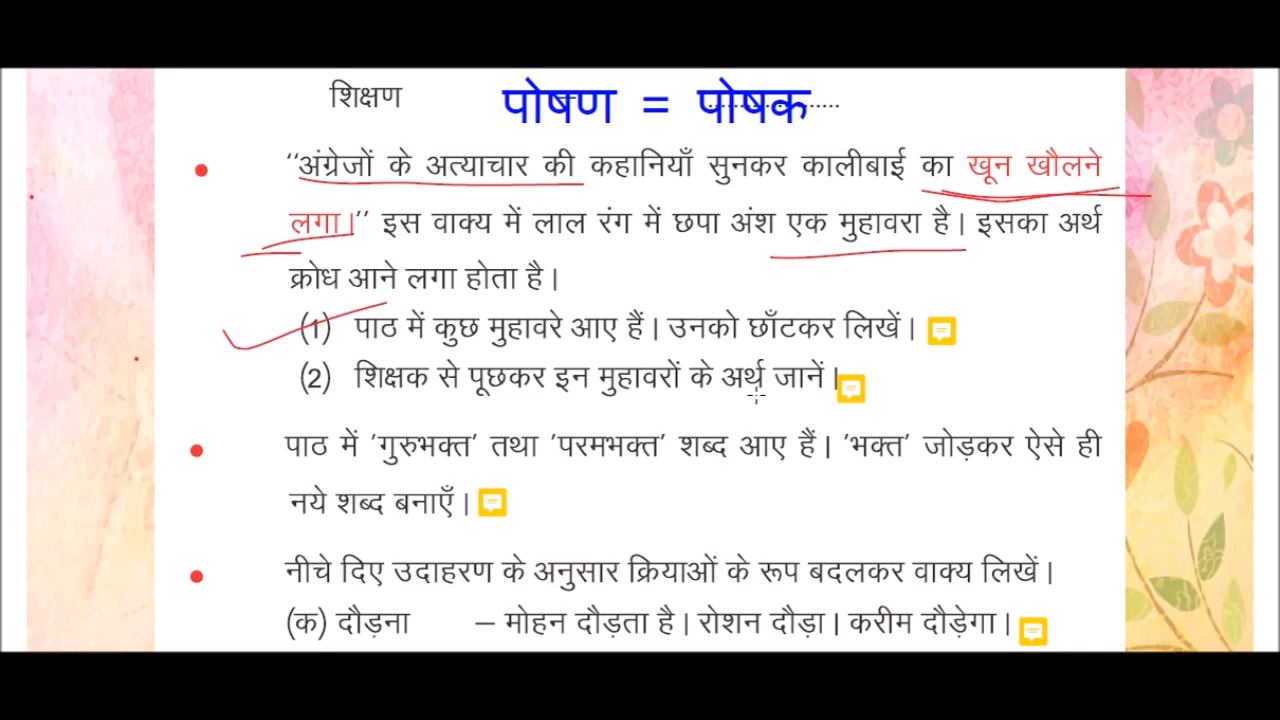 शिक्षण पोषण = पोषक ....................
‘‘अंग्रेजों के अत्याचार की कहानियाँ सुनकर कालीबाई का खून खौलने
लगा।’’ इस वाक्य में लाल रंग में छपा अंश एक मुहावरा है। इसका अर्थ
क्रोध आने लगा होता है।
(1) पाठ में कुछ मुहावरे आए हैं। उनको छाँटकर लिखें।
(2) शिक्षक से पूछकर इन मुहावरों के अर्थ जानें।
पाठ में ‘गुरुभक्त’ तथा ‘परमभक्त’ शब्द आए हैं। ‘भक्त’ जोड़कर ऐसे ही
नये शब्द बनाएँ।
नीचे दिए उदाहरण के अनुसार क्रियाओं के रूप बदलकर वाक्य लिखें।
(क) दौड़ना – मोहन दौड़ता है। रोशन दौड़ा। करीम दौड़ेगा।